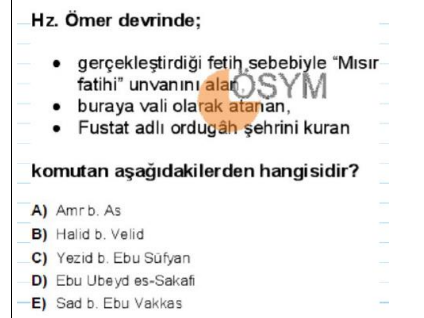 Hz. Ömer devrinde;
• gerçekleştirdiği fetih sebebiyle “Mısır
fatihi” unvanını alan,
ÖSYM
• buraya vali olarak atanan,
• Fustat adlı ordugâh şehrini kuran
komutan aşağıdakilerden hangisidir?
A) Amr b. As
B) Halid b. Velid
C) Yezid b. Ebu Süfyan
D) Ebu Ubeyd es-Sakafi
E) Sad b. Ebu Vakkas